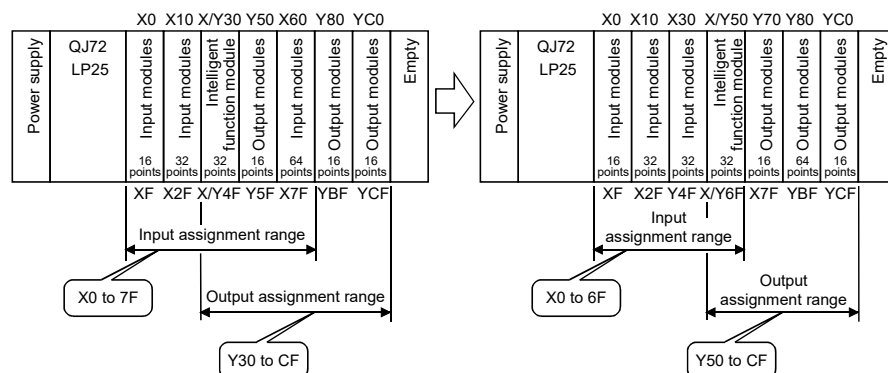 X0 X10 X/Y30 Y50 X60 Y80 YC0
Power supply
QJ72
LP25
Input modules
16
points
Input modules
32
points
Intelligent
function module
32
points
Output modules
16
points
Input modules
64
points
Output modules
16
points
Output modules
16
points
Empty
XF X2F X/Y4F Y5F X7F YBF YCF
Input assignment range
X0 to 7F
Output assignment range
Y30 to CF
X0 X10 X30 X/Y50 Y70 Y80 YC0
Power supply
QJ72
LP25
Input modules
16
points
Input modules
32
points
Input modules
32
points
Intelligent
function module
32
points
Output modules
16
points
Output modules
64
points
Output modules
16
points
Empty
XF X2F Y4F X/Y6F X7F YBF YCF
Input
assignment range
X0 to 6F
Output
assignment range
Y50 to CF